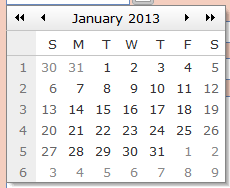 January 2013
S M T W T F S
1 30 31 1 2 3 4 5
2 6 7 8 9 10 11 12
3 13 14 15 16 17 18 19
4 20 21 22 23 24 25 26
5 27 28 29 30 31 1 2
6 3 4 5 6 7 8 9